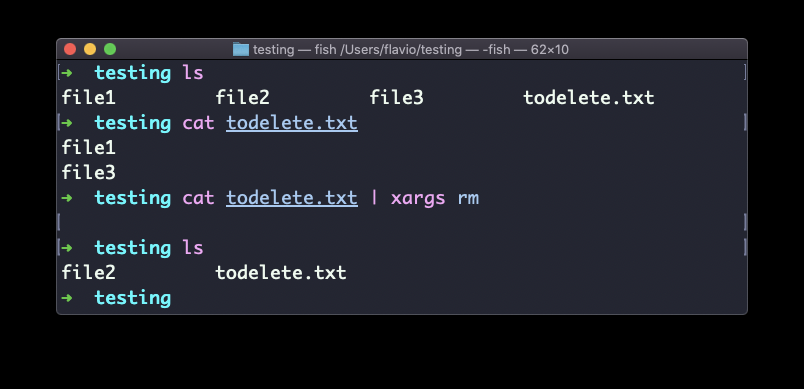 testing — fish /Users/flavio/testing — -fish — 62×10
[➜  testing ls ]
file1         file2         file3         todelete.txt
[➜  testing cat todelete.txt ]
file1
file3
➜  testing cat todelete.txt | xargs rm
[ ]
[➜  testing ls ]
file2         todelete.txt
➜  testing